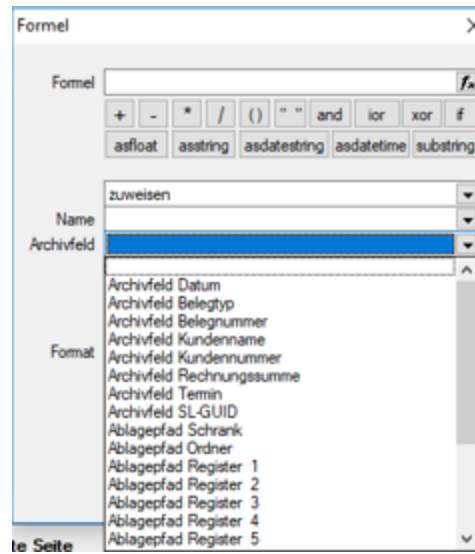 Formel
Formel
+ - * / () " " and ior xor if
asfloat asstring asdatestring asdatetime substring
zuweisen
Name
Archivfeld
Archivfeld Datum
Archivfeld Belegtyp
Archivfeld Belegnummer
Archivfeld Kundenname
Archivfeld Kundennummer
Format
Archivfeld Rechnungssumme
Archivfeld Termin
Archivfeld SL-GUID
Ablagepfad Schrank
Ablagepfad Ordner
Ablagepfad Register 1
Ablagepfad Register 2
Ablagepfad Register 3
Ablagepfad Register 4
Ablagepfad Register 5
te Seite